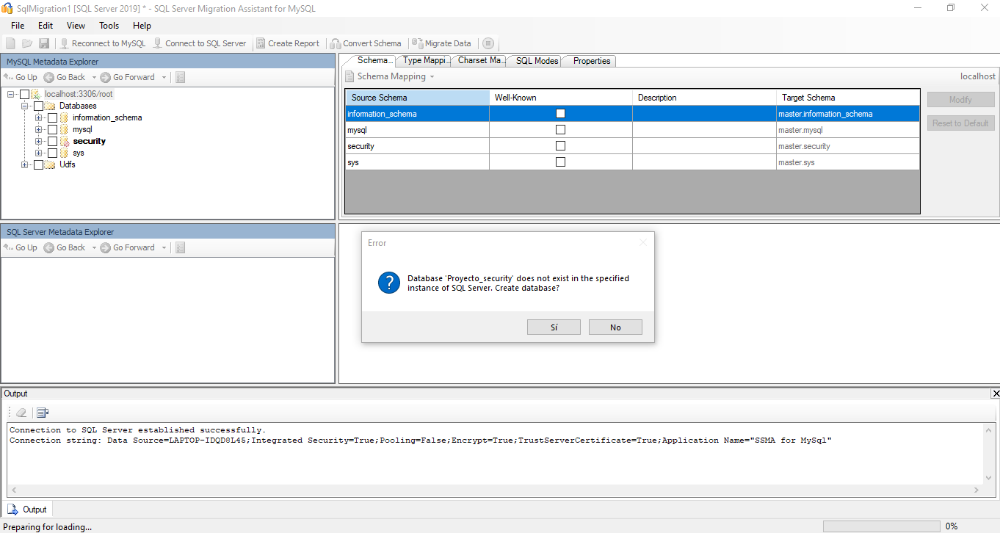 SqlMigration1 [SQL Server 2019] * - SQL Server Migration Assistant for MySQL
File Edit View Tools Help
Reconnect to MySQL Connect to SQL Server Create Report Convert Schema Migrate Data
MySQL Metadata Explorer
Go Up Go Back Go Forward
localhost:3306/root
Databases
information_schema
mysql
security
sys
Udfs
Schema... Type Mappi... Charset Ma... SQL Modes Properties
Schema Mapping localhost
Source Schema Well-Known Description Target Schema
information_schema master.information_schema
mysql master.mysql
security master.security
sys master.sys
Modify
Reset to Default
SQL Server Metadata Explorer
Go Up Go Back Go Forward
Error
Database 'Proyecto_security' does not exist in the specified
instance of SQL Server. Create database?
Sí No
Output
Connection to SQL Server established successfully.
Connection string: Data Source=LAPTOP-IDQD8L45;Integrated Security=True;Pooling=False;Encrypt=True;TrustServerCertificate=True;Application Name="SSMA for MySql"
Output
Preparing for loading... 0%